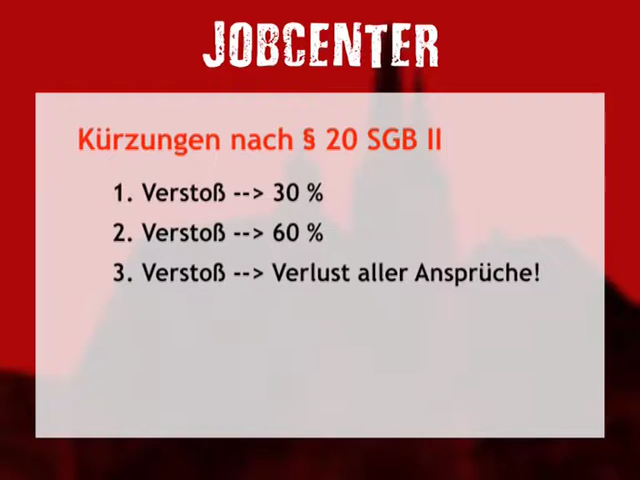 JOBCENTER
Kürzungen nach § 20 SGB II
1. Verstoß --> 30 %
2. Verstoß --> 60 %
3. Verstoß --> Verlust aller Ansprüche!